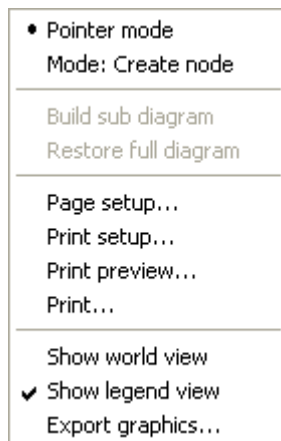 Pointer mode
Mode: Create node
Build sub diagram
Restore full diagram
Page setup...
Print setup...
Print preview...
Print...
Show world view
Show legend view
Export graphics...